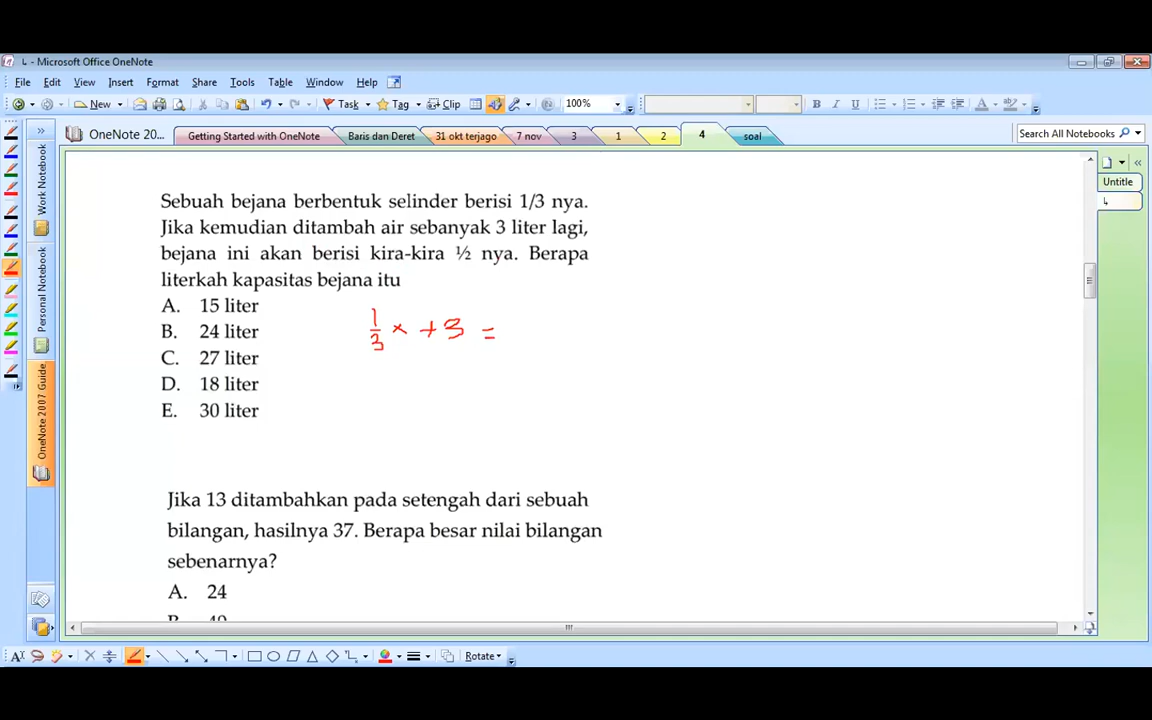 L - Microsoft Office OneNote
File Edit View Insert Format Share Tools Table Window Help
New Task Tag Clip 100% B I U A ab
OneNote 20... Getting Started with OneNote Baris dan Deret 31 okt terjago 7 nov 3 1 2 4 soal Search All Notebooks
Untitle
Work Notebook
Personal Notebook
OneNote 2007 Guide
Sebuah bejana berbentuk selinder berisi 1/3 nya.
Jika kemudian ditambah air sebanyak 3 liter lagi,
bejana ini akan berisi kira-kira ½ nya. Berapa
literkah kapasitas bejana itu
A. 15 liter
B. 24 liter
C. 27 liter
D. 18 liter
E. 30 liter
1/3 x + 3 =
Jika 13 ditambahkan pada setengah dari sebuah
bilangan, hasilnya 37. Berapa besar nilai bilangan
sebenarnya?
A. 24
B. 40
Rotate